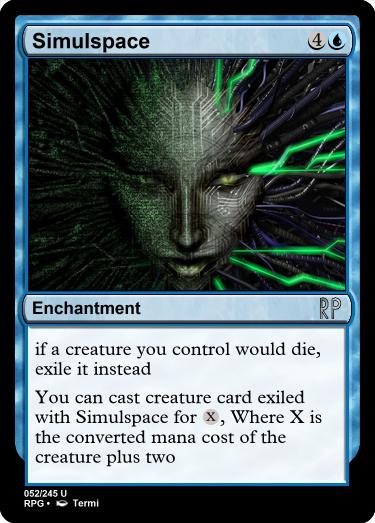 Simulspace 4
Enchantment RP
if a creature you control would die,
exile it instead
You can cast creature card exiled
with Simulspace for X, Where X is
the converted mana cost of the
creature plus two
052/245 U
RPG • Termi